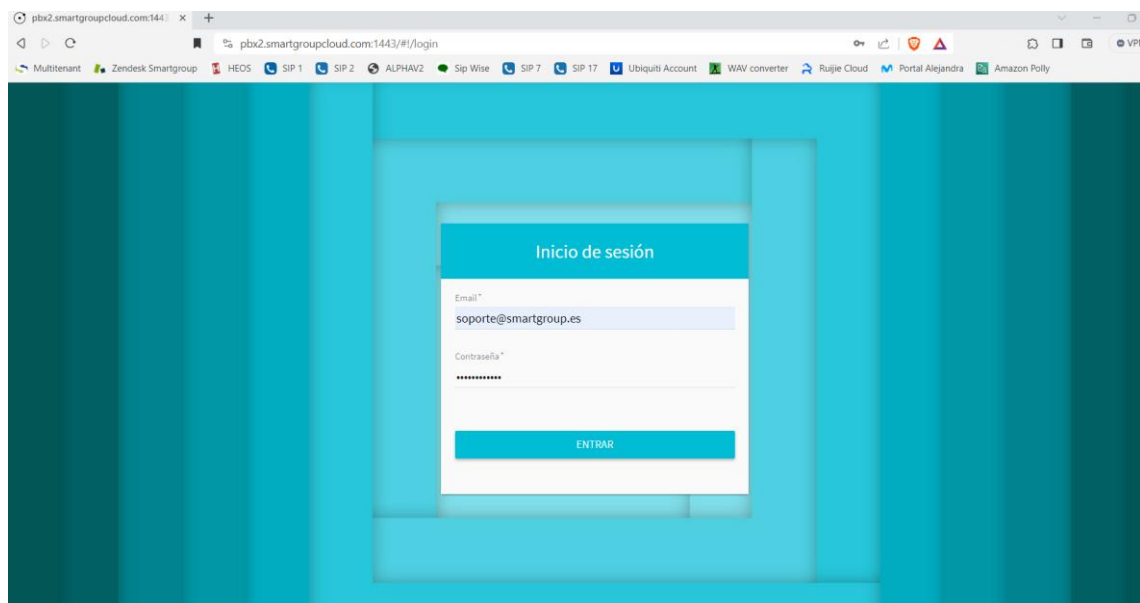 pbx2.smartgroupcloud.com:144
pbx2.smartgroupcloud.com:1443/#!/login
VPN
Multitenant Zendesk Smartgroup HEOS SIP 1 SIP 2 ALPHAV2 Sip Wise SIP 7 SIP 17 Ubiquiti Account WAV converter Ruijie Cloud Portal Alejandra Amazon Polly
Inicio de sesión
Email*
soporte@smartgroup.es
Contraseña*
••••••••••••
ENTRAR